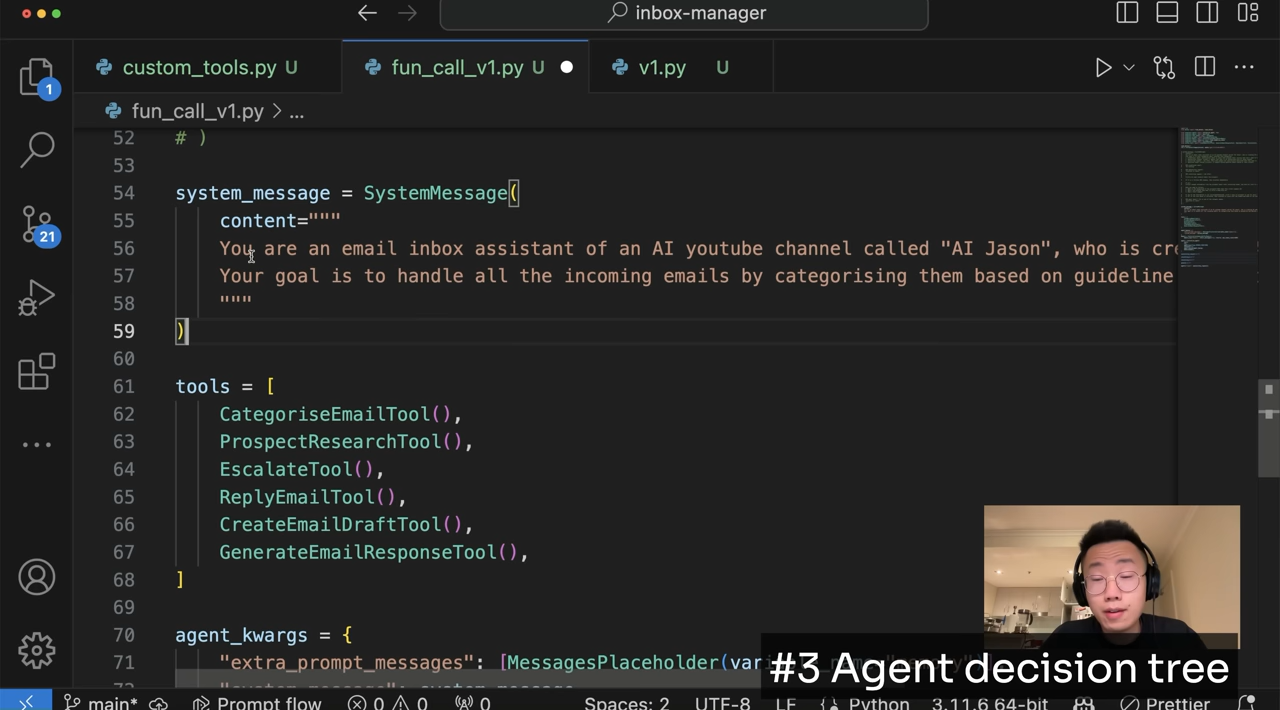 inbox-manager
custom_tools.py U
fun_call_v1.py U
v1.py U
fun_call_v1.py > ...
1
21
52 # )
53
54 system_message = SystemMessage(
55 content="""
56 You are an email inbox assistant of an AI youtube channel called "AI Jason", who is cre
57 Your goal is to handle all the incoming emails by categorising them based on guideline
58 """
59 )
60
61 tools = [
62 CategoriseEmailTool(),
63 ProspectResearchTool(),
64 EscalateTool(),
65 ReplyEmailTool(),
66 CreateEmailDraftTool(),
67 GenerateEmailResponseTool(),
68 ]
69
70 agent_kwargs = {
71 "extra_prompt_messages": [MessagesPlaceholder(
#3 Agent decision tree
main* Prompt flow 0 0 0 Spaces: 2 UTF-8 LF Python 3.11.6 64-bit Prettier